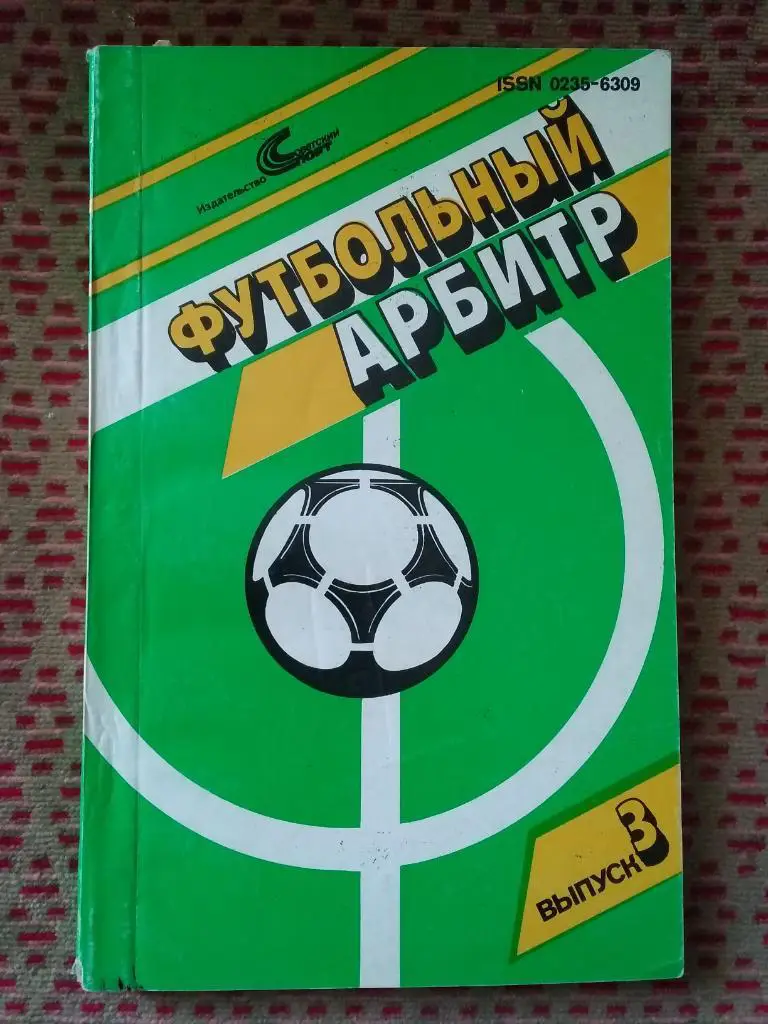 ISSN 0235-6309
Издательство Советский Спорт
ФУТБОЛЬНЫЙ
АРБИТР
ВЫПУСК 3